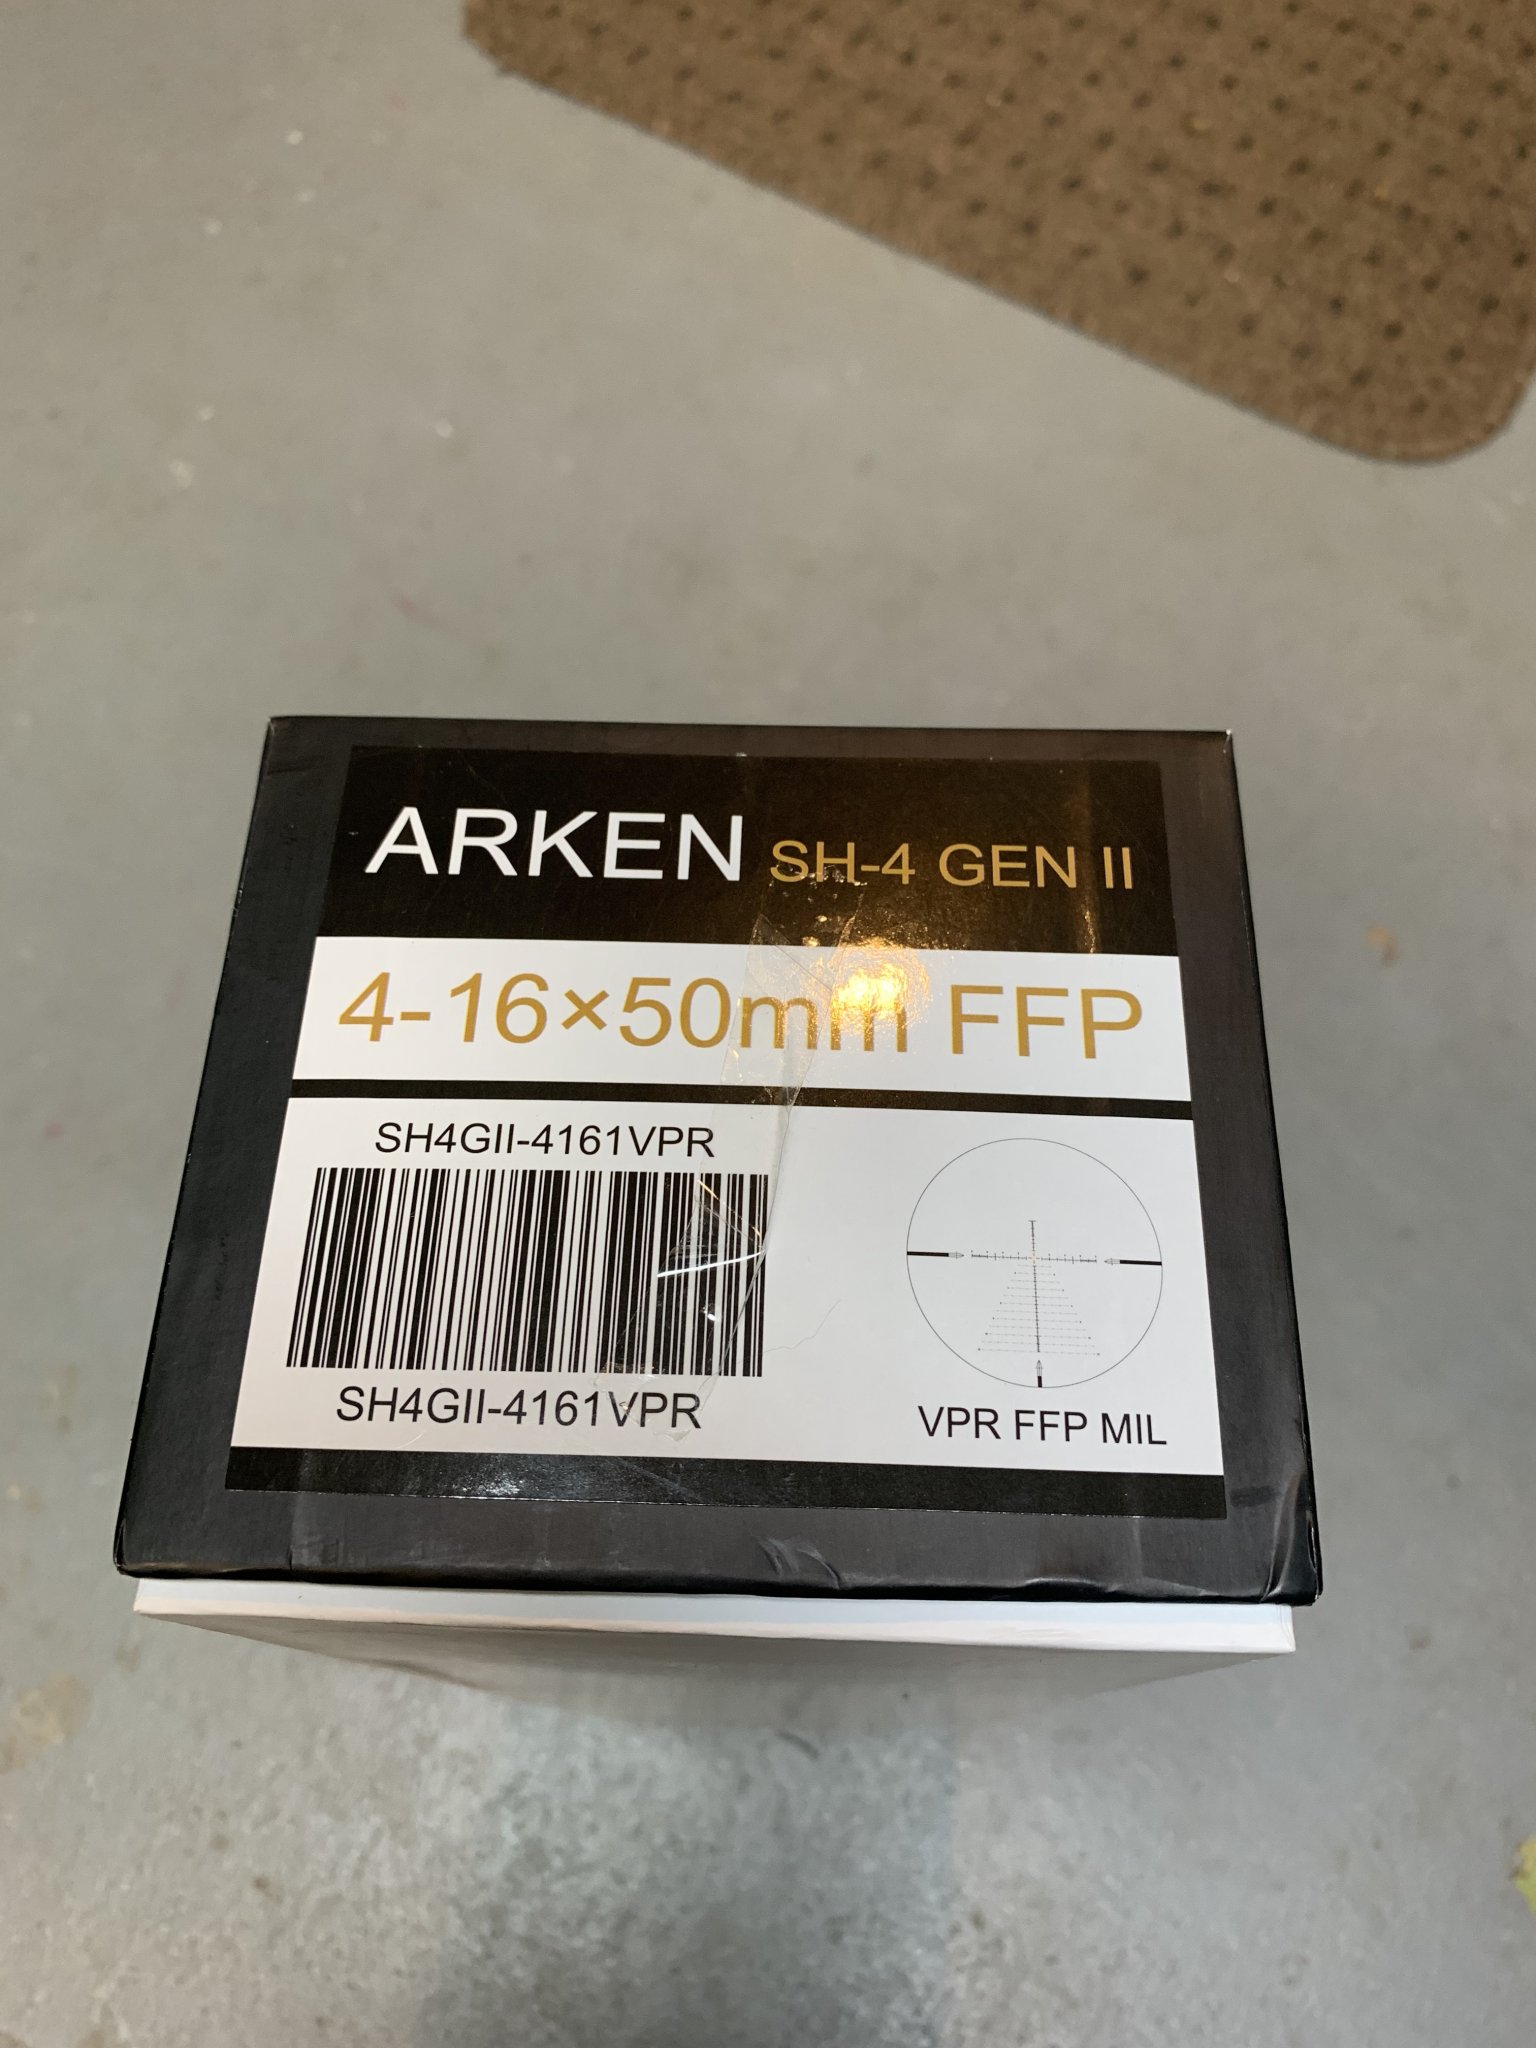 ARKEN SH-4 GEN II
4-16×50mm FFP
SH4GII-4161VPR
SH4GII-4161VPR
VPR FFP MIL